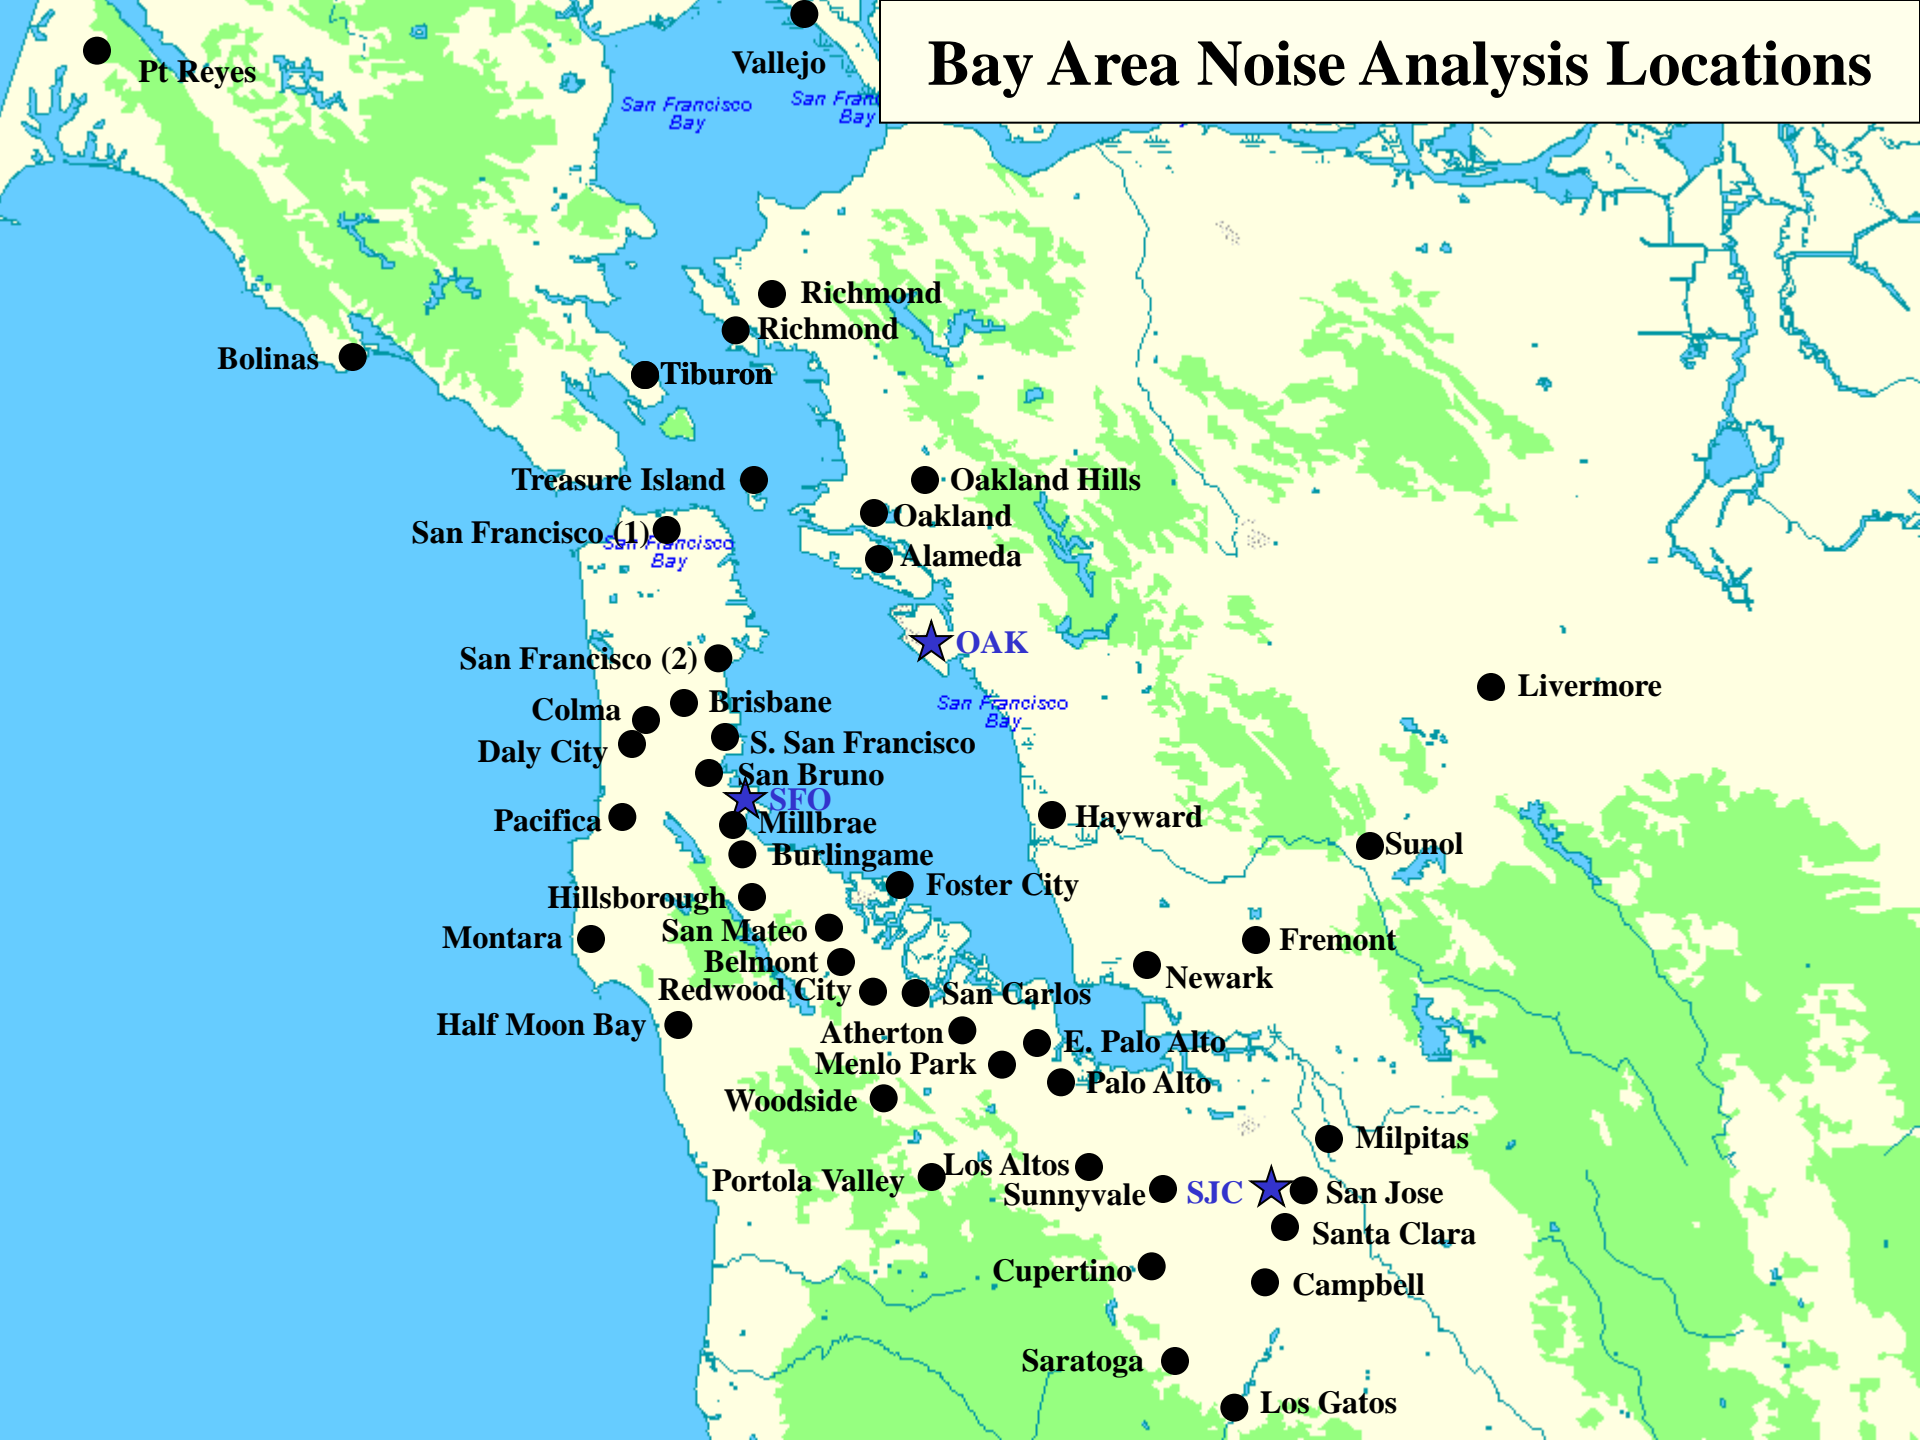 Bay Area Noise Analysis Locations
Vallejo
Pt Reyes
San Francisco
Bay
San Fran
Bay
Richmond
Richmond
Bolinas
Tiburon
Treasure Island
Oakland Hills
Oakland
San Francisco (1)
San Francisco
Bay
Alameda
OAK
San Francisco (2)
Livermore
Brisbane
San Francisco
Bay
Colma
S. San Francisco
Daly City
San Bruno
SFO
Pacifica
Millbrae
Hayward
Sunol
Burlingame
Foster City
Hillsborough
San Mateo
Montara
Fremont
Belmont
Newark
Redwood City
San Carlos
Half Moon Bay
Atherton
E. Palo Alto
Menlo Park
Palo Alto
Woodside
Milpitas
Los Altos
Portola Valley
Sunnyvale
SJC
San Jose
Santa Clara
Cupertino
Campbell
Saratoga
Los Gatos